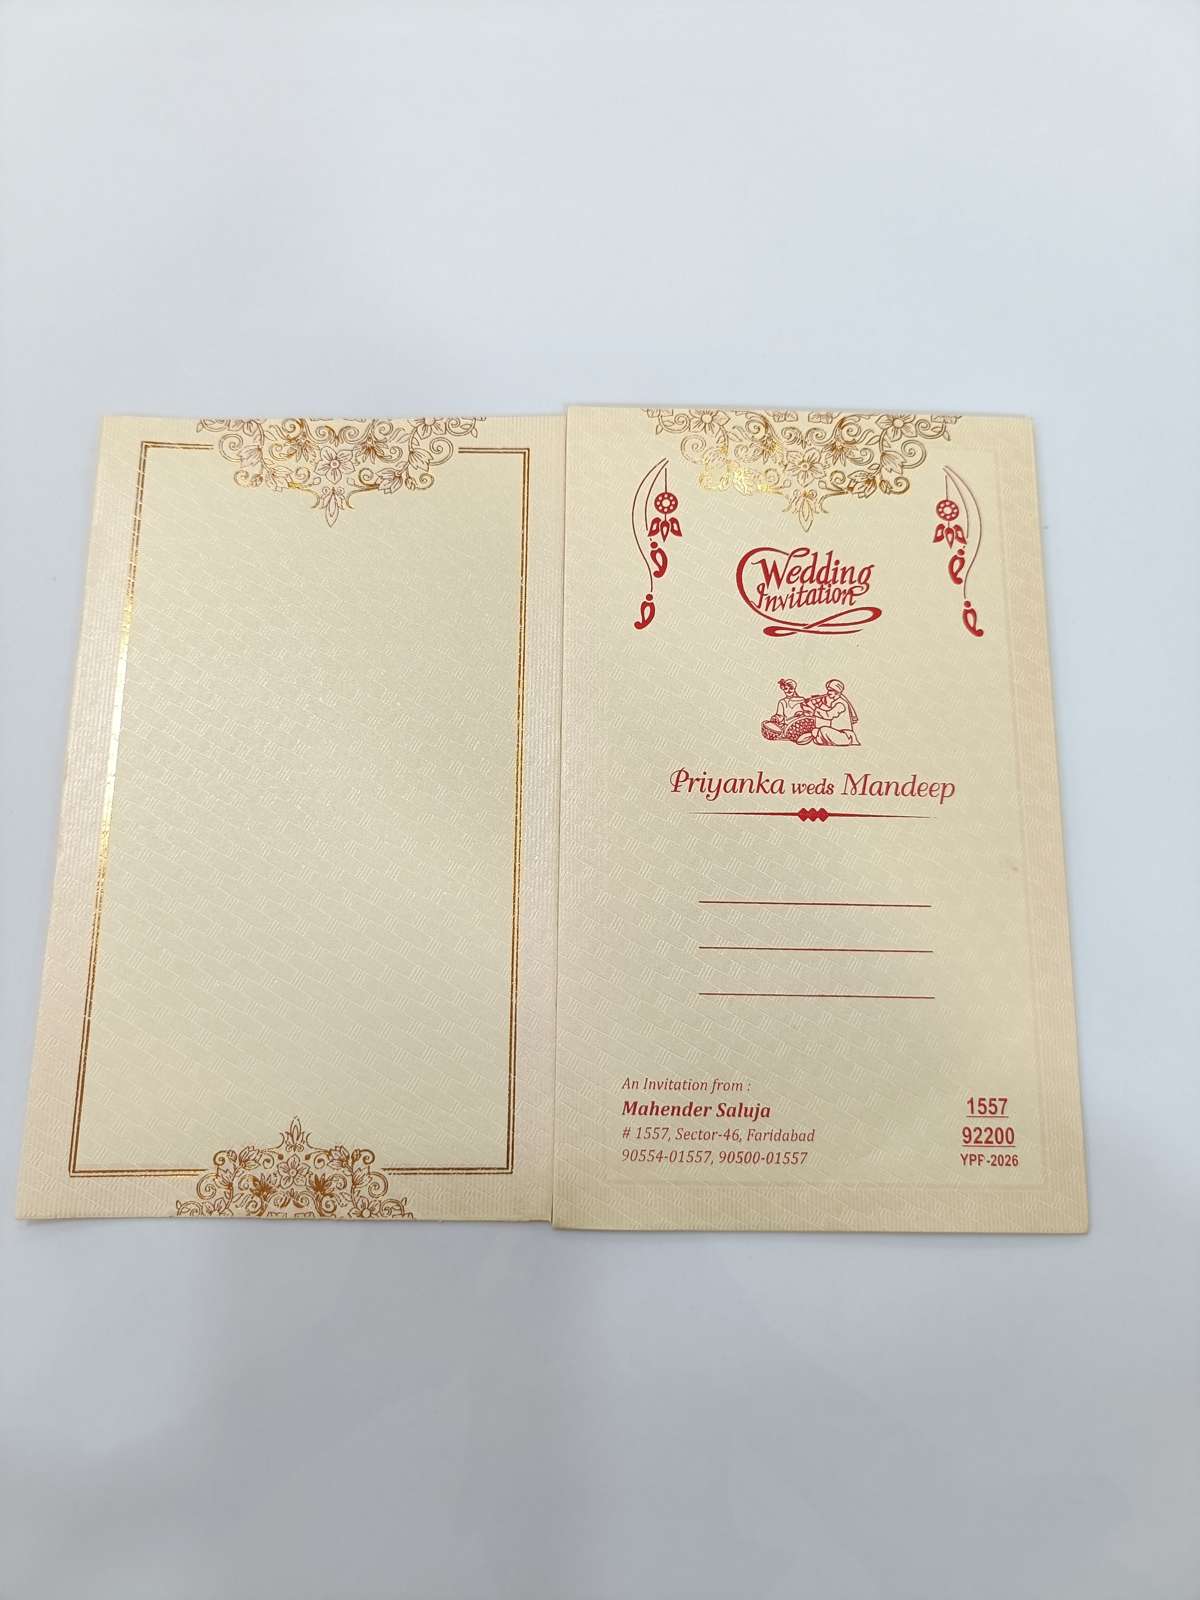 Wedding
Invitation
Priyanka weds Mandeep
An Invitation from :
Mahender Saluja
# 1557, Sector-46, Faridabad
90554-01557, 90500-01557
1557
92200
YPF-2026